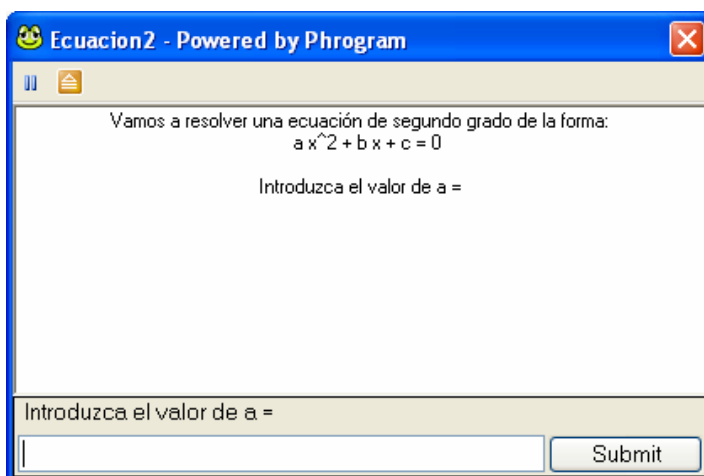 Ecuacion2 - Powered by Phrogram
Vamos a resolver una ecuación de segundo grado de la forma:
a x^2 + b x + c = 0
Introduzca el valor de a =
Introduzca el valor de a =
Submit